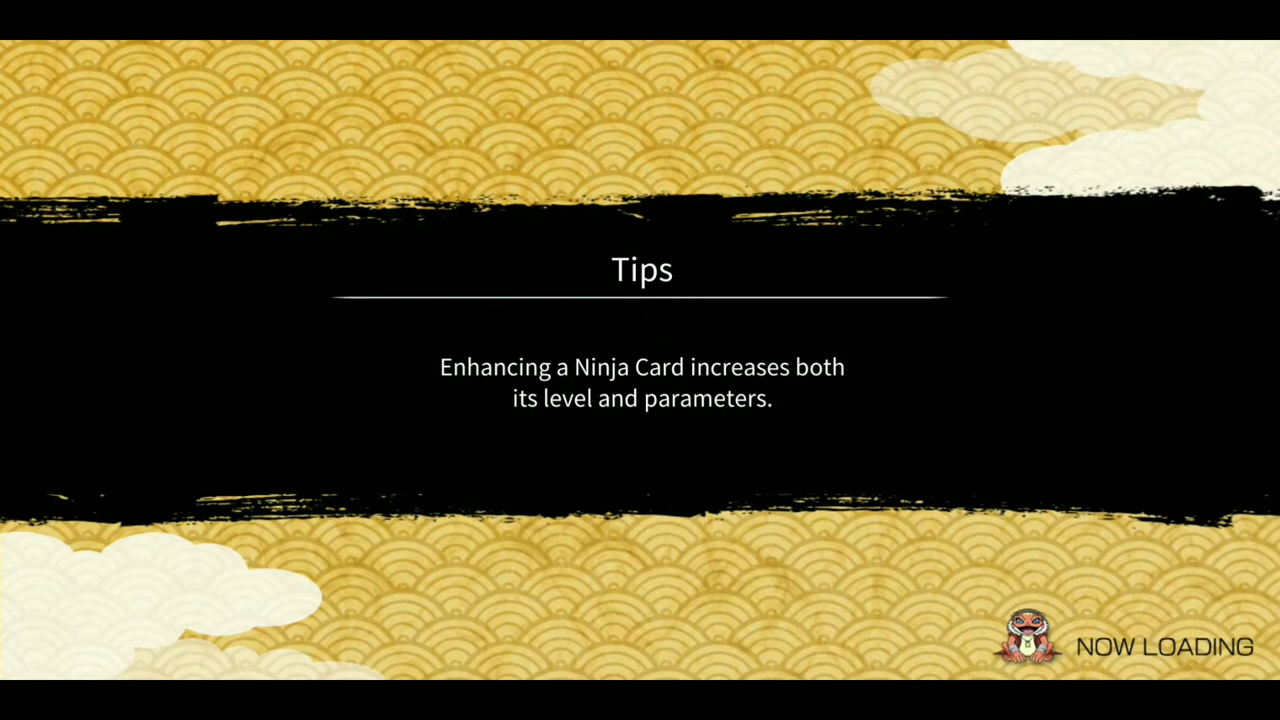 Tips
Enhancing a Ninja Card increases both
its level and parameters.
NOW LOADING